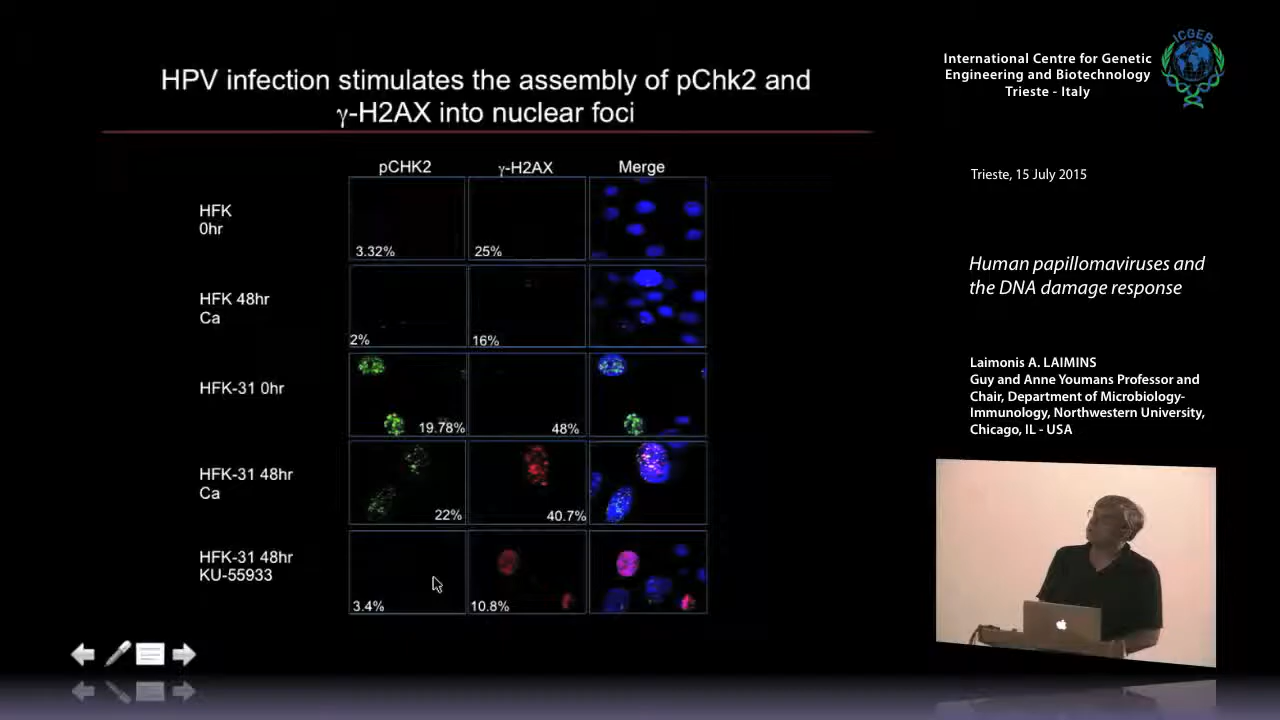 HPV infection stimulates the assembly of pChk2 and
γ-H2AX into nuclear foci
pCHK2 γ-H2AX Merge
HFK
0hr
3.32% 25%
HFK 48hr
Ca
2% 16%
HFK-31 0hr
19.78% 48%
HFK-31 48hr
Ca
22% 40.7%
HFK-31 48hr
KU-55933
3.4% 10.8%
International Centre for Genetic
Engineering and Biotechnology
Trieste - Italy
ICGEB
Trieste, 15 July 2015
Human papillomaviruses and
the DNA damage response
Laimonis A. LAIMINS
Guy and Anne Youmans Professor and
Chair, Department of Microbiology-
Immunology, Northwestern University,
Chicago, IL - USA